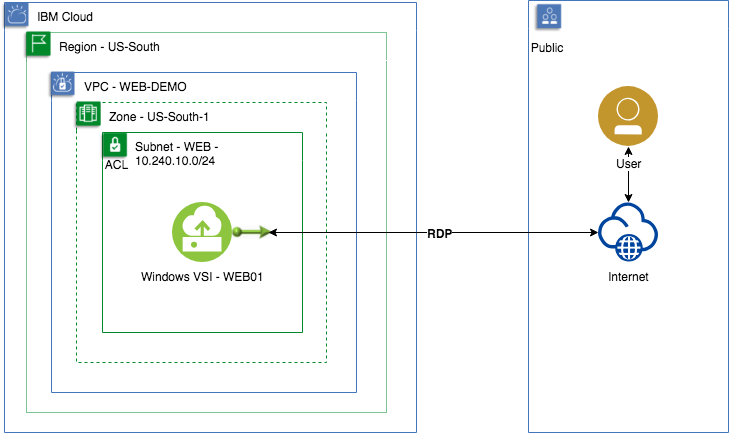 IBM Cloud
Region - US-South
VPC - WEB-DEMO
Zone - US-South-1
Subnet - WEB -
10.240.10.0/24
ACL
Windows VSI - WEB01
RDP
Public
User
Internet